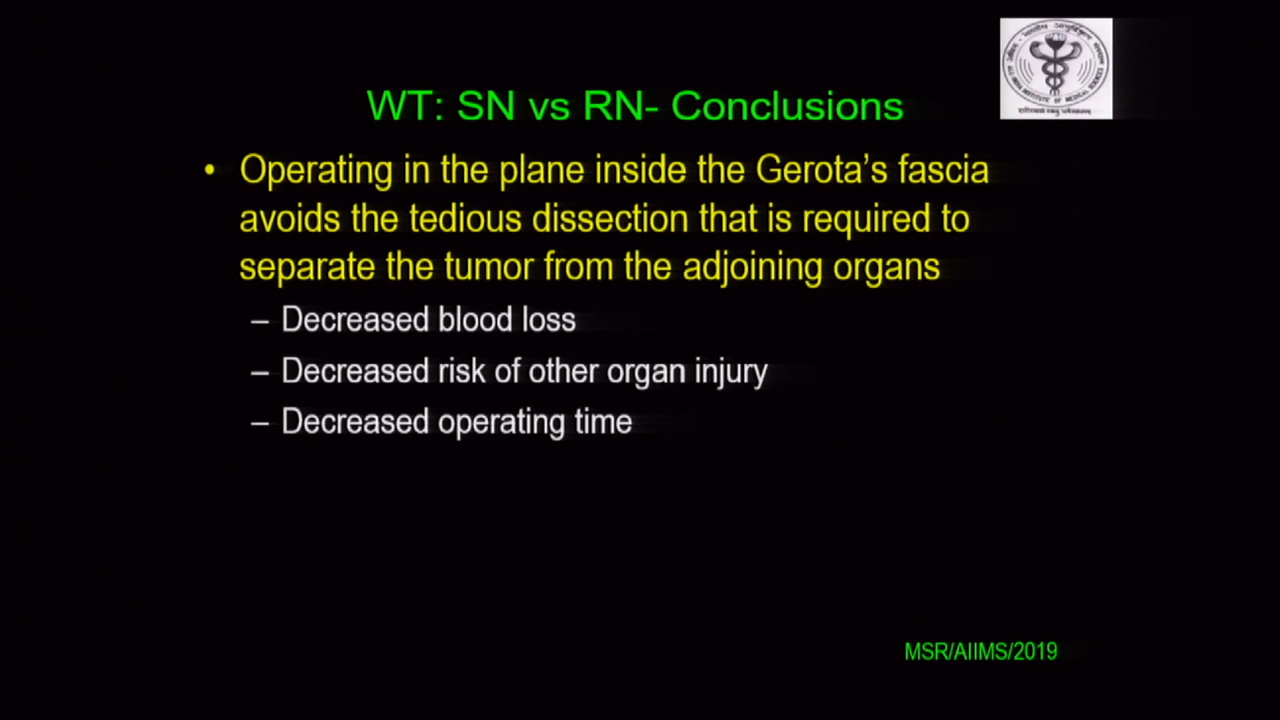 WT: SN vs RN- Conclusions
• Operating in the plane inside the Gerota's fascia
avoids the tedious dissection that is required to
separate the tumor from the adjoining organs
– Decreased blood loss
– Decreased risk of other organ injury
– Decreased operating time
MSR/AIIMS/2019